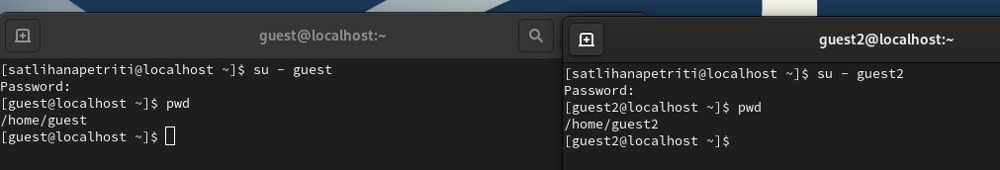 guest@localhost:~
[satlihanapetriti@localhost ~]$ su - guest
Password:
[guest@localhost ~]$ pwd
/home/guest
[guest@localhost ~]$
guest2@localhost:~
[satlihanapetriti@localhost ~]$ su - guest2
Password:
[guest2@localhost ~]$ pwd
/home/guest2
[guest2@localhost ~]$